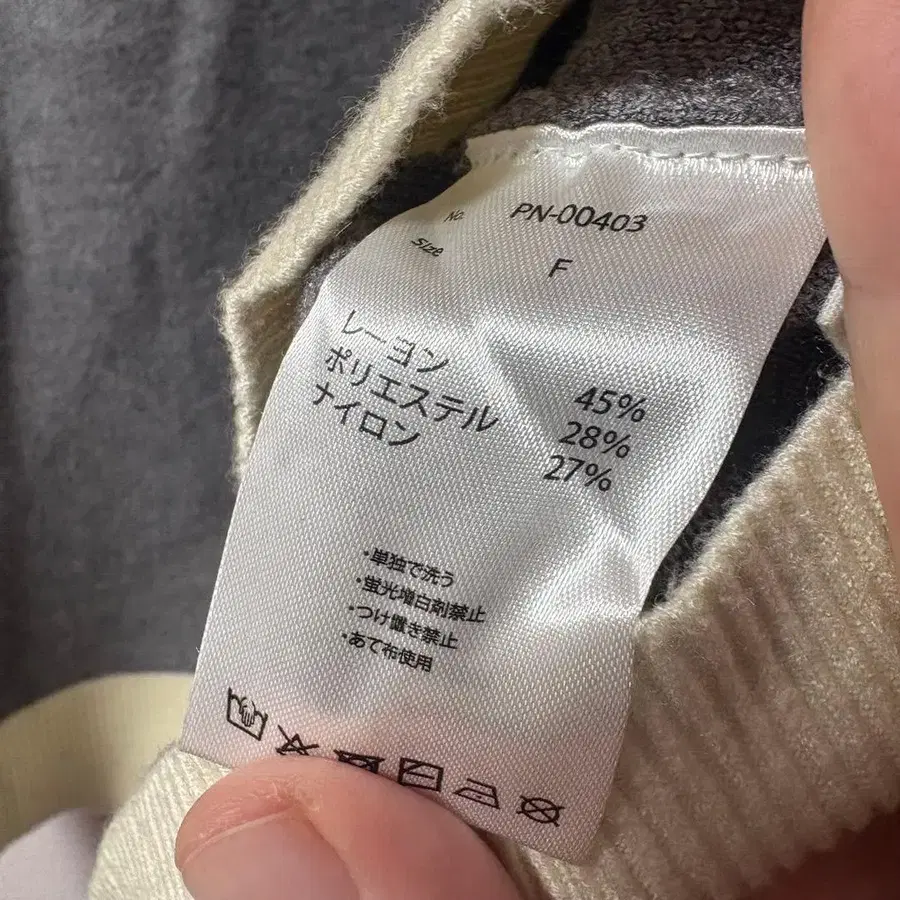 No. PN-00403
Size F
レーヨン 45%
ポリエステル 28%
ナイロン 27%
・単独で洗う
・蛍光増白剤禁止
・つけ置き禁止
・あて布使用